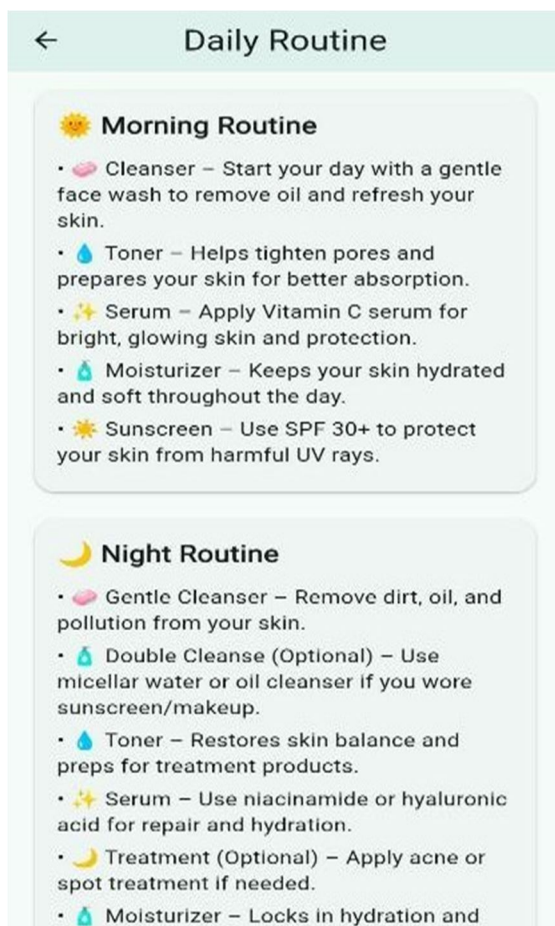 Daily Routine
🌞 Morning Routine
• 🧼 Cleanser – Start your day with a gentle
face wash to remove oil and refresh your
skin.
• 💧 Toner – Helps tighten pores and
prepares your skin for better absorption.
• ✨ Serum – Apply Vitamin C serum for
bright, glowing skin and protection.
• 🧴 Moisturizer – Keeps your skin hydrated
and soft throughout the day.
• ☀️ Sunscreen – Use SPF 30+ to protect
your skin from harmful UV rays.
🌙 Night Routine
• 🧼 Gentle Cleanser – Remove dirt, oil, and
pollution from your skin.
• 🧴 Double Cleanse (Optional) – Use
micellar water or oil cleanser if you wore
sunscreen/makeup.
• 💧 Toner – Restores skin balance and
preps for treatment products.
• ✨ Serum – Use niacinamide or hyaluronic
acid for repair and hydration.
• 🌙 Treatment (Optional) – Apply acne or
spot treatment if needed.
• 🧴 Moisturizer – Locks in hydration and